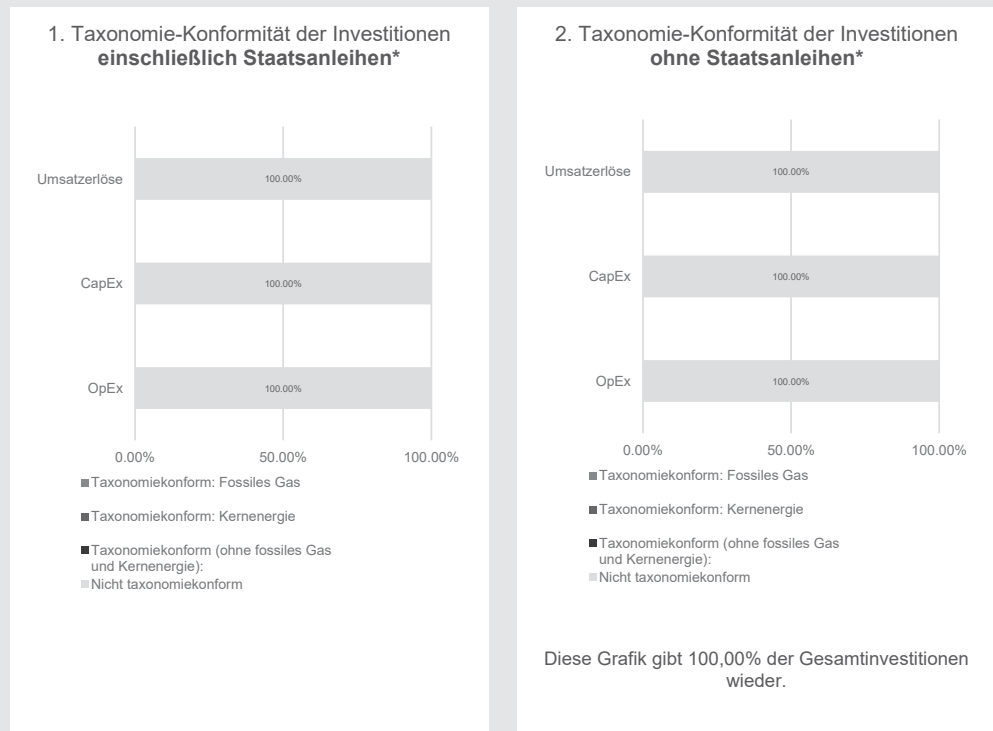 1. Taxonomie-Konformität der Investitionen
einschließlich Staatsanleihen*
Umsatzerlöse
100.00%
CapEx
100.00%
OpEx
100.00%
0.00%
50.00%
100.00%
Taxonomiekonform: Fossiles Gas
Taxonomiekonform: Kernenergie
Taxonomiekonform (ohne fossiles Gas
und Kernenergie):
Nicht taxonomiekonform
2. Taxonomie-Konformität der Investitionen
ohne Staatsanleihen*
Umsatzerlöse
100.00%
CapEx
100.00%
OpEx
100.00%
0.00%
50.00%
100.00%
Taxonomiekonform: Fossiles Gas
Taxonomiekonform: Kernenergie
Taxonomiekonform (ohne fossiles Gas
und Kernenergie):
Nicht taxonomiekonform
Diese Grafik gibt 100,00% der Gesamtinvestitionen
wieder.